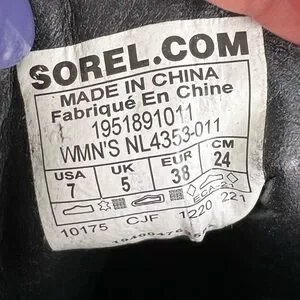 SOREL.COM
MADE IN CHINA
Fabriqué En Chine
1951891011
WMN'S NL4353-011
USA UK EUR CM
7 5 38 24
10175 CJF 1220 221